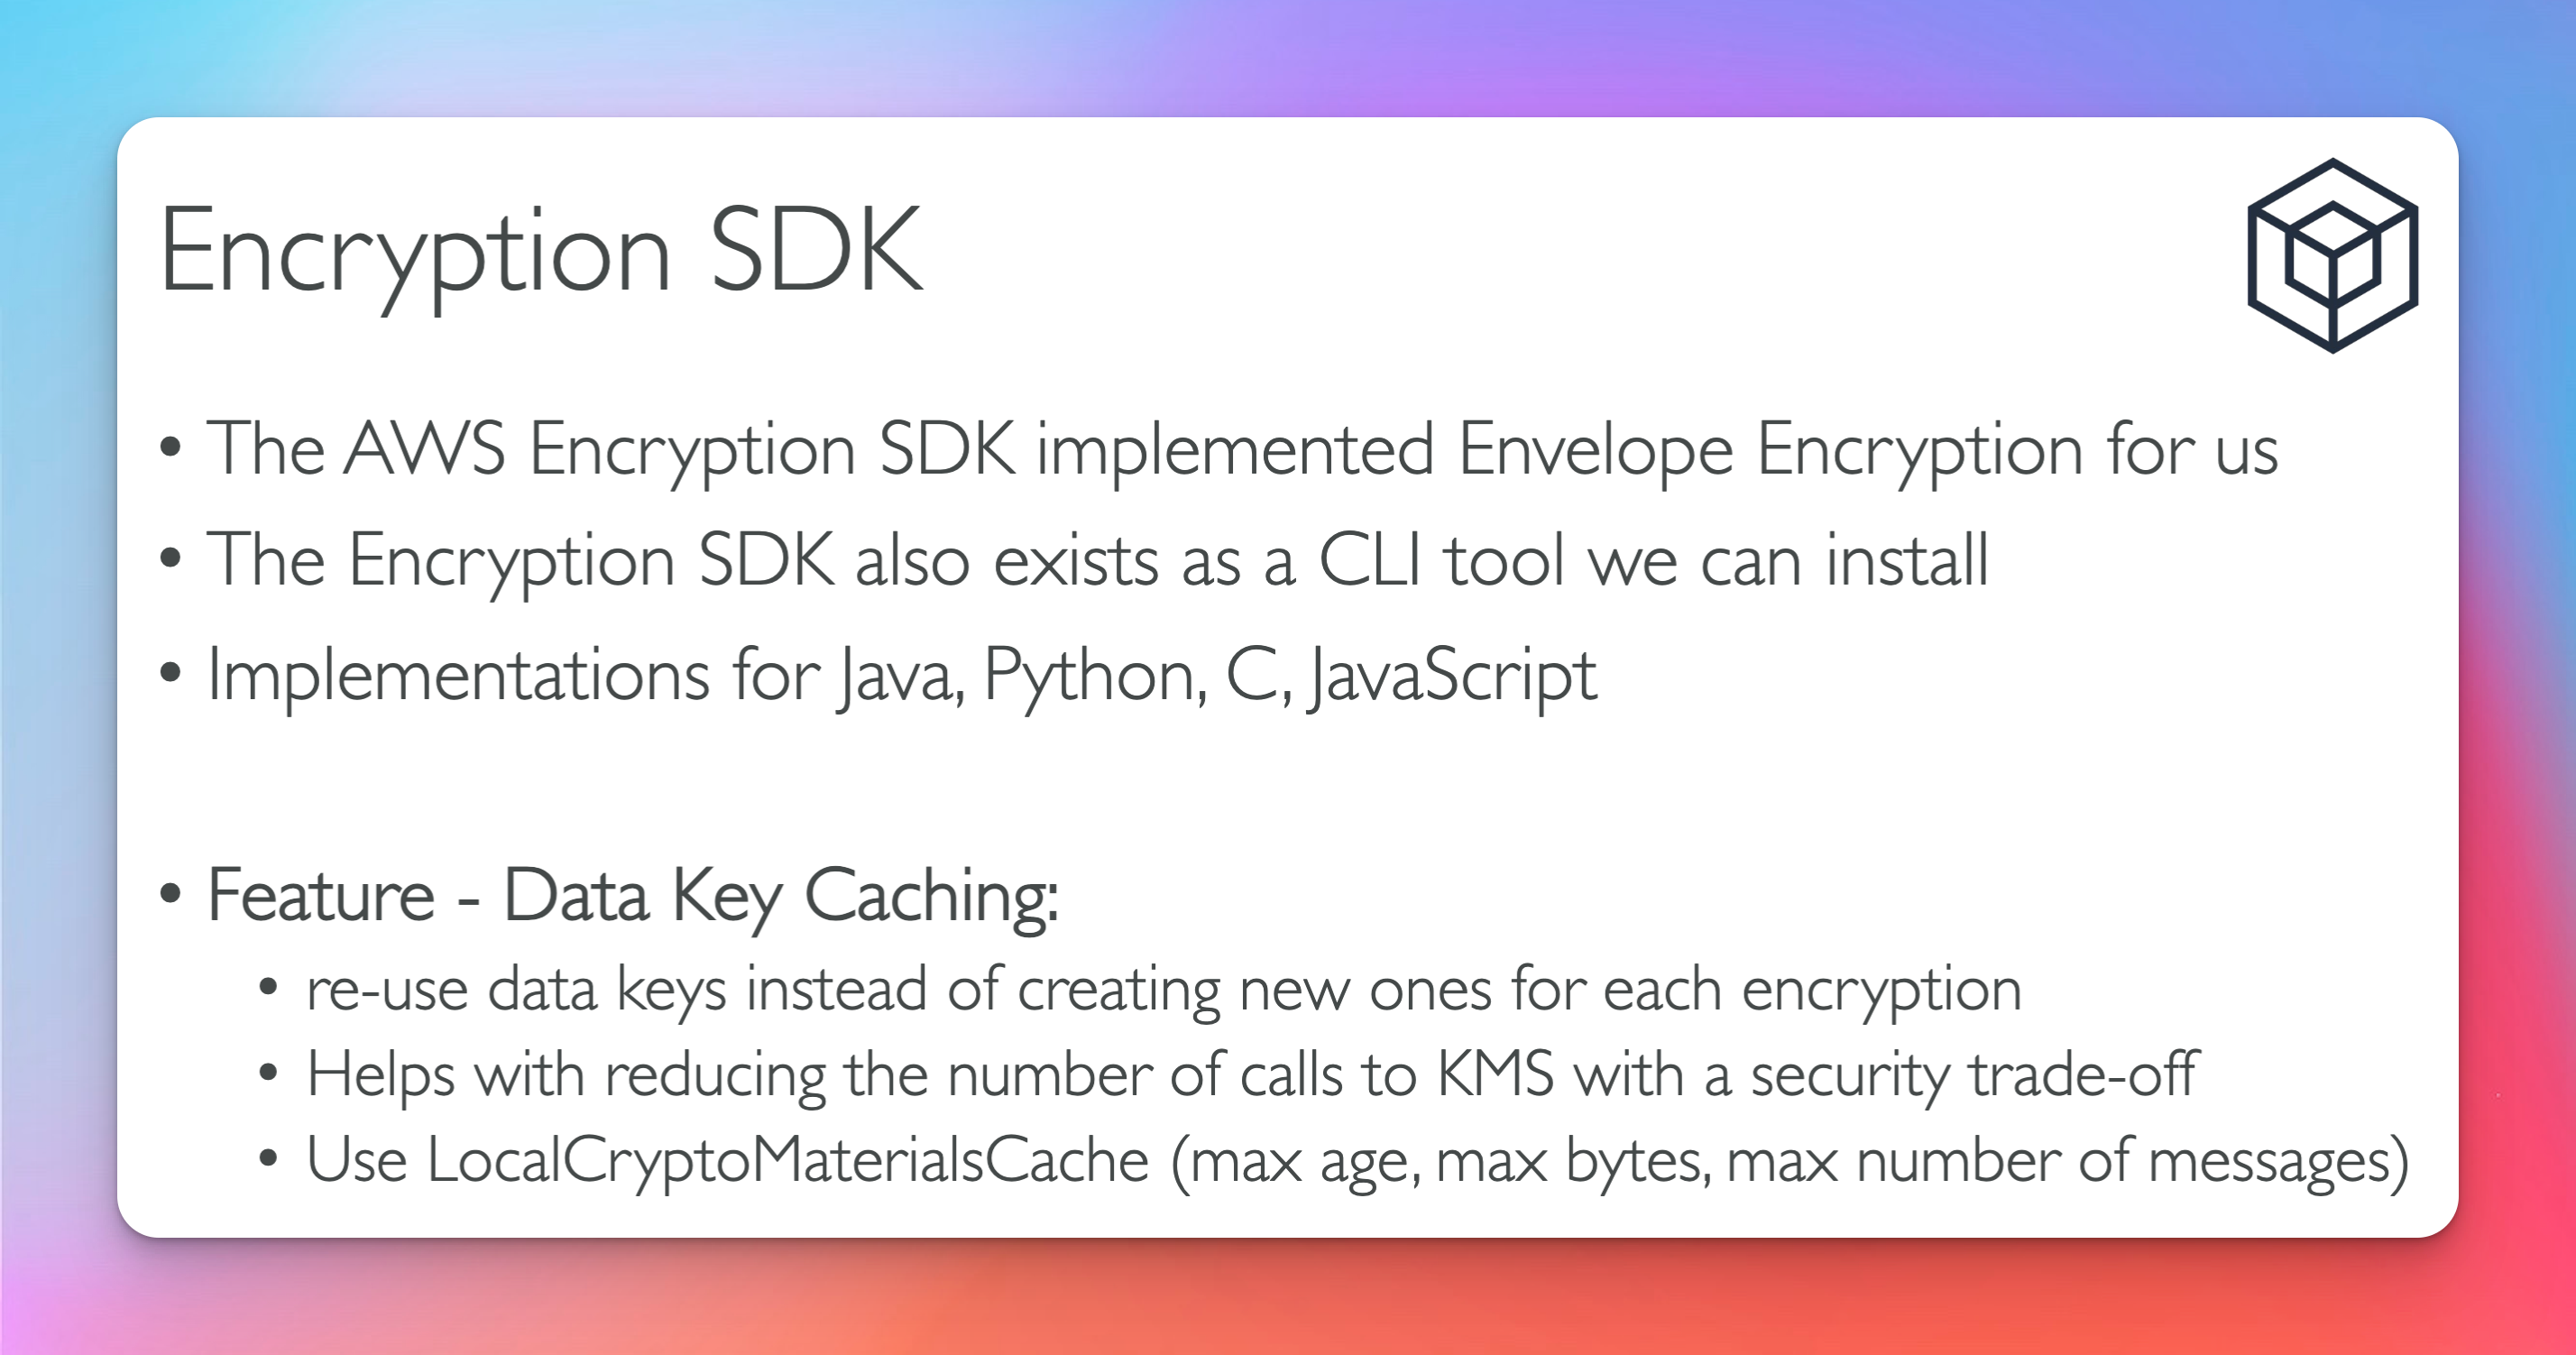 Encryption SDK
• The AWS Encryption SDK implemented Envelope Encryption for us
• The Encryption SDK also exists as a CLI tool we can install
• Implementations for Java, Python, C, JavaScript
• Feature - Data Key Caching:
• re-use data keys instead of creating new ones for each encryption
• Helps with reducing the number of calls to KMS with a security trade-off
• Use LocalCryptoMaterialsCache (max age, max bytes, max number of messages)